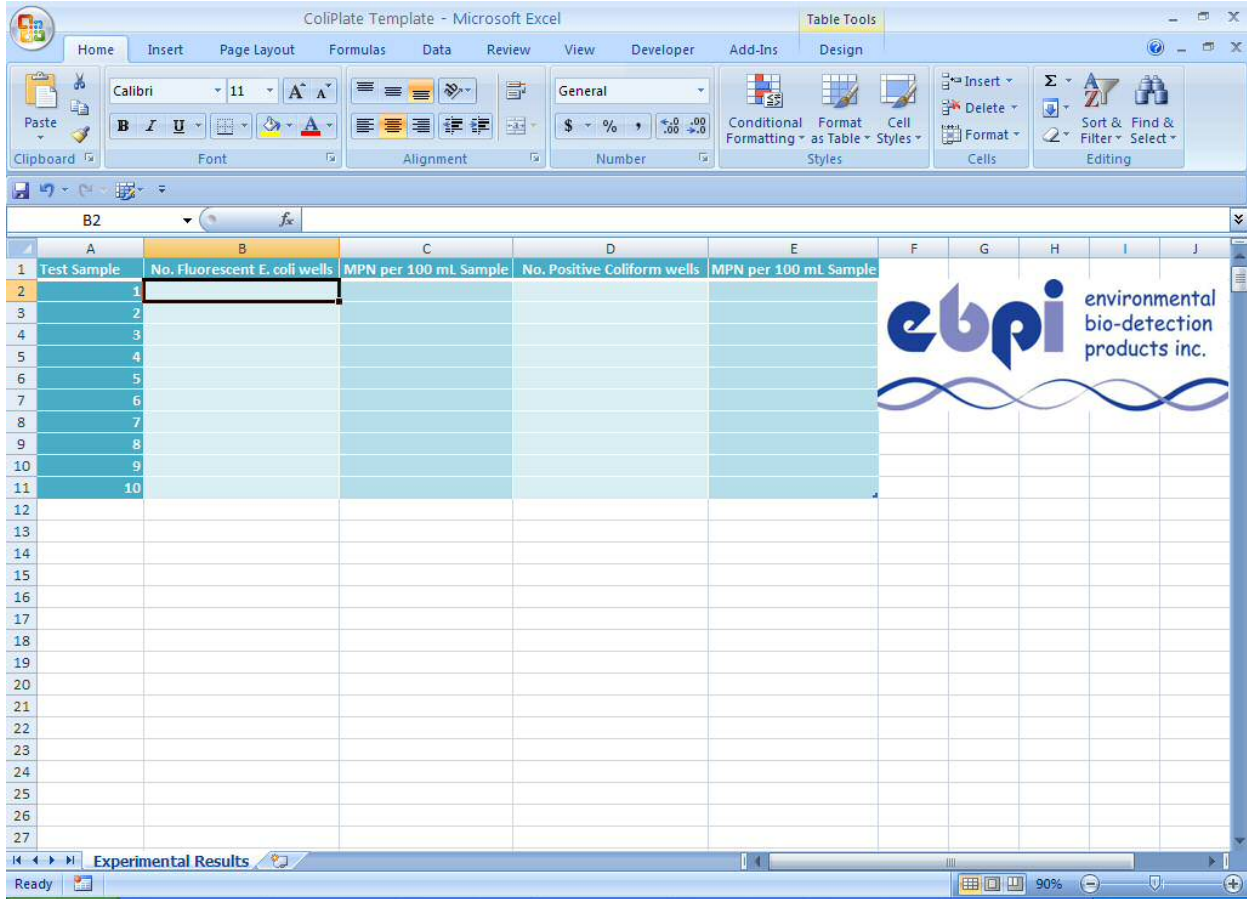 ColiPlate Template - Microsoft Excel
Table Tools
Home Insert Page Layout Formulas Data Review View Developer Add-Ins Design
Paste
Clipboard
Calibri 11 A A
B I U A
Font
Alignment
General
$ % , .0 .00 .00 .0
Number
Conditional Formatting
Format as Table
Cell Styles
Styles
Insert
Delete
Format
Cells
Σ
Sort & Filter
Find & Select
Editing
B2 fx
A B C D E F G H I J
1 Test Sample No. Fluorescent E. coli wells MPN per 100 mL Sample No. Positive Coliform wells MPN per 100 mL Sample
2 1
3 2
4 3
5 4
6 5
7 6
8 7
9 8
10 9
11 10
12
13
14
15
16
17
18
19
20
21
22
23
24
25
26
27
ebpi
environmental
bio-detection
products inc.
Experimental Results
Ready 90%